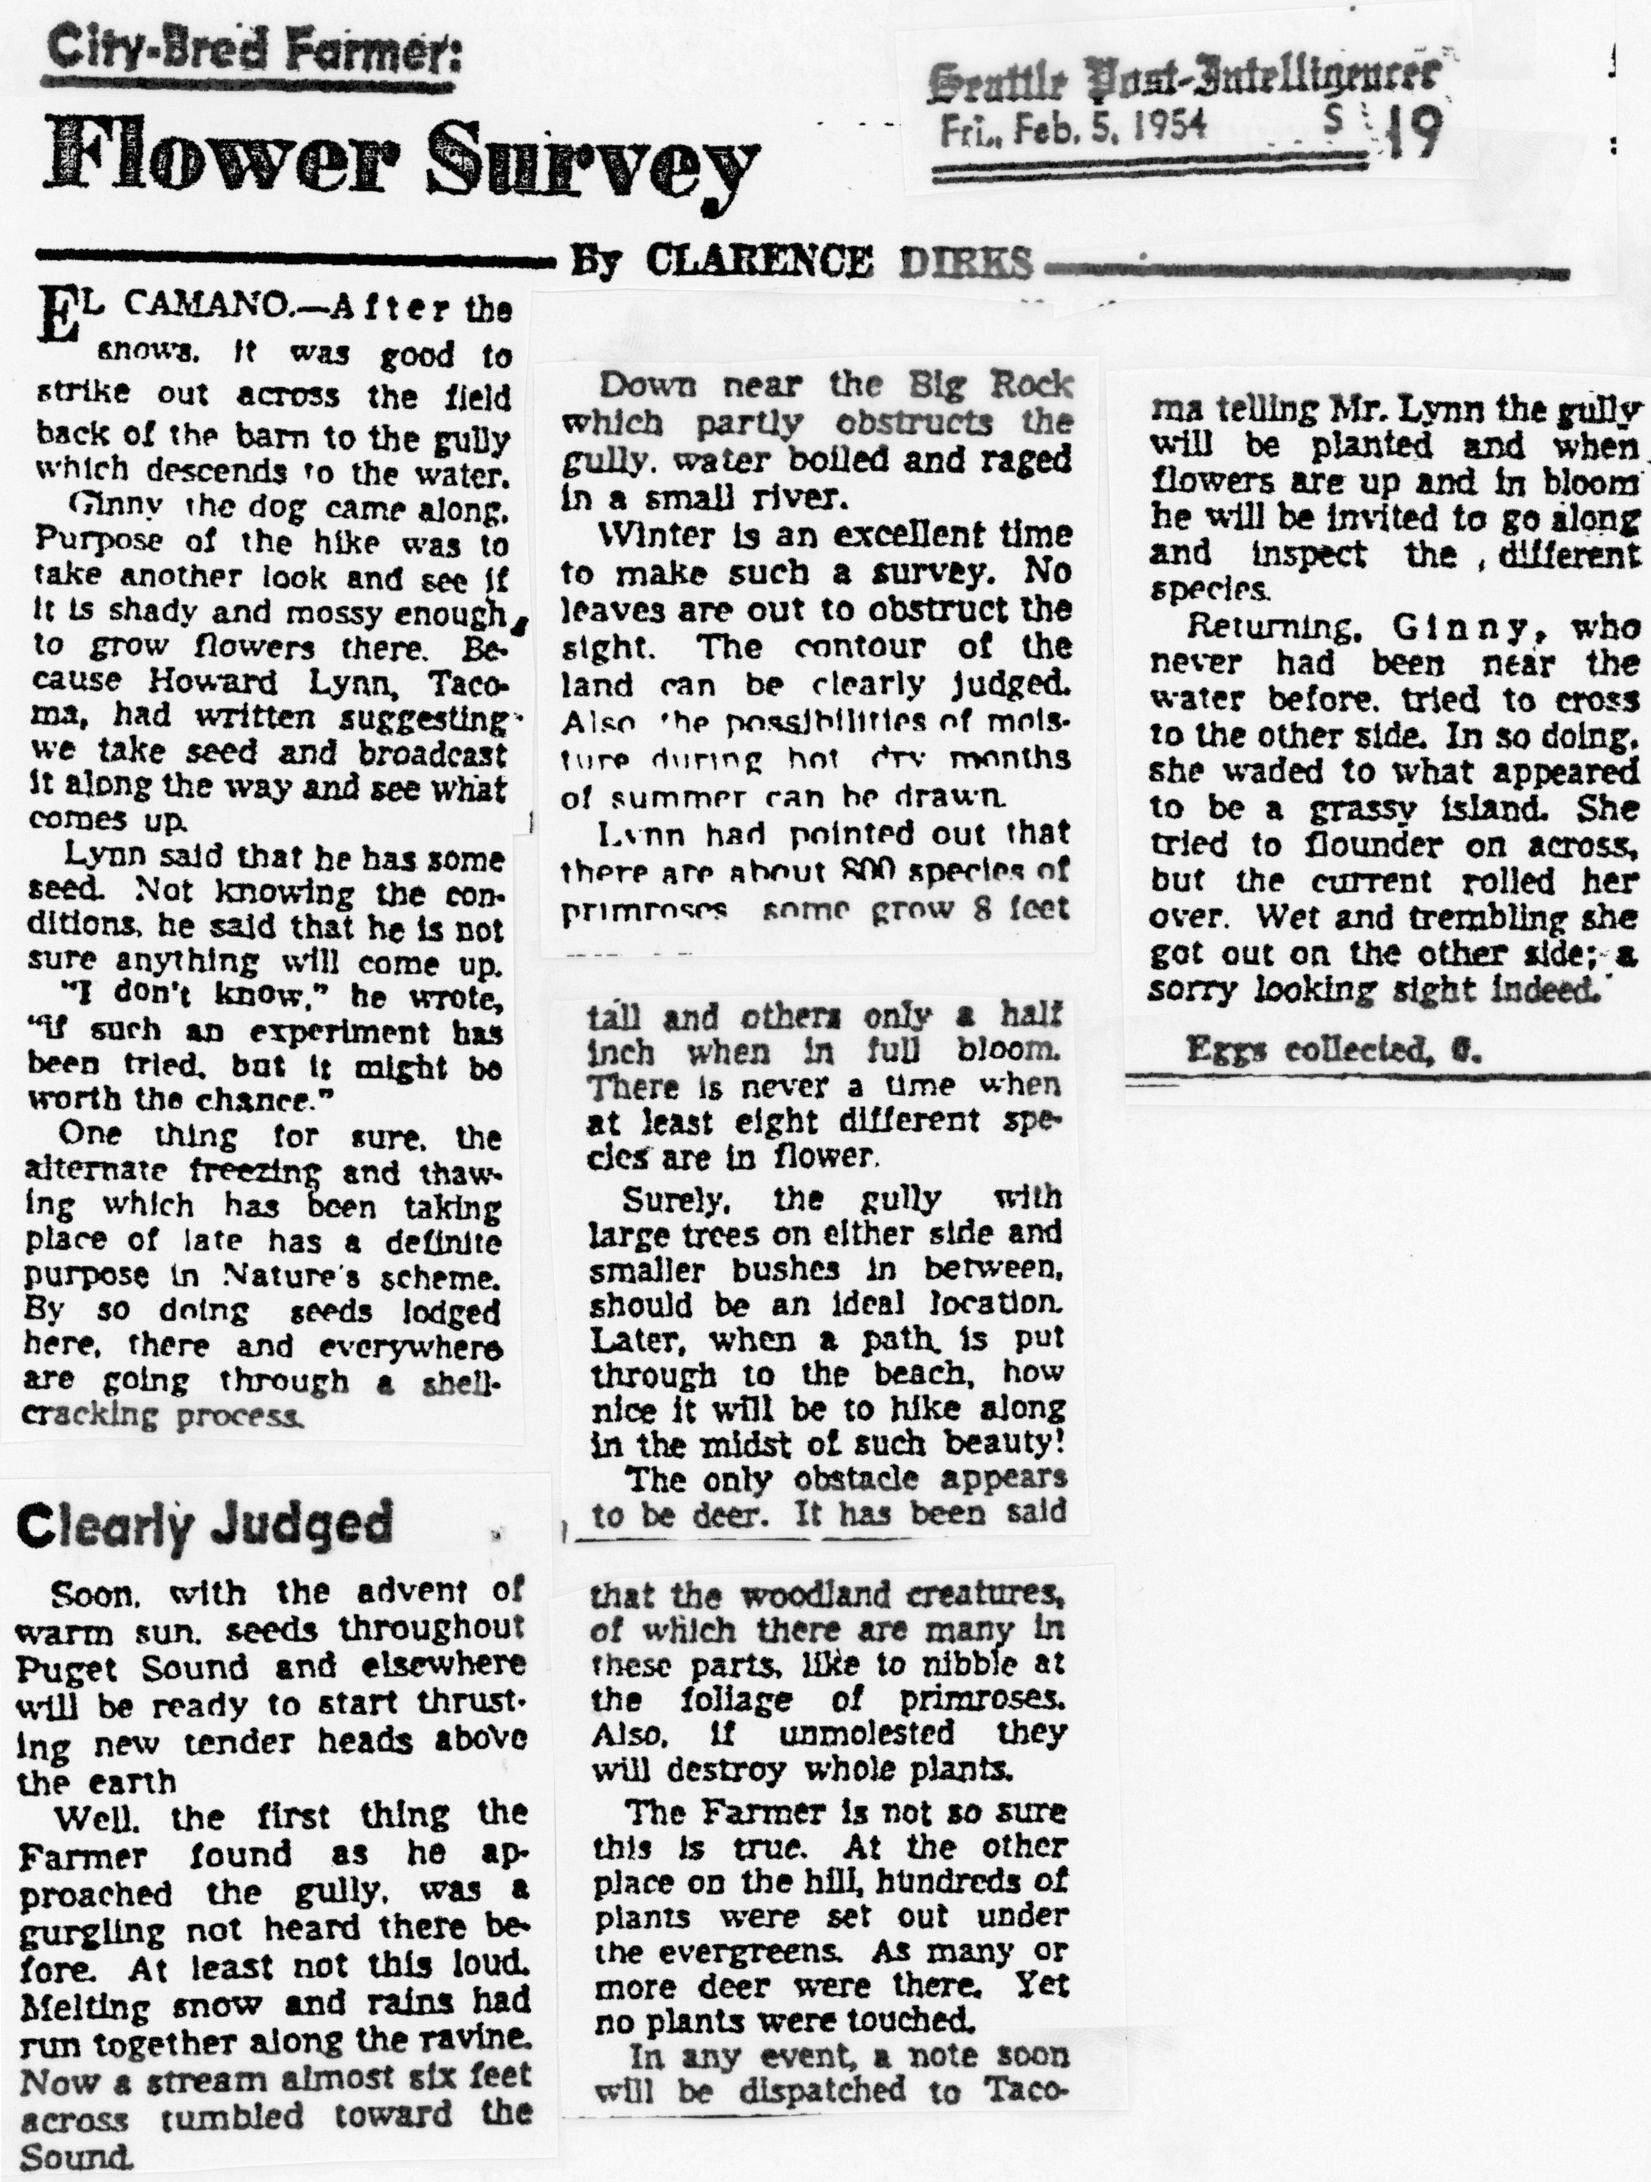 City-Bred Farmer:
Flower Survey
Seattle Post-Intelligencer
Fri., Feb. 5, 1954 S 19
By CLARENCE DIRKS
EL CAMANO.—After the
snows. it was good to
strike out across the field
back of the barn to the gully
which descends to the water.
Ginny the dog came along.
Purpose of the hike was to
take another look and see if
it is shady and mossy enough
to grow flowers there. Be-
cause Howard Lynn, Taco-
ma, had written suggesting
we take seed and broadcast
it along the way and see what
comes up.
Lynn said that he has some
seed. Not knowing the con-
ditions, he said that he is not
sure anything will come up.
"I don't know," he wrote,
"if such an experiment has
been tried, but it might be
worth the chance."
One thing for sure, the
alternate freezing and thaw-
ing which has been taking
place of late has a definite
purpose in Nature's scheme.
By so doing seeds lodged
here, there and everywhere
are going through a shell-
cracking process.
Clearly Judged
Soon, with the advent of
warm sun, seeds throughout
Puget Sound and elsewhere
will be ready to start thrust-
ing new tender heads above
the earth
Well, the first thing the
Farmer found as he ap-
proached the gully, was a
gurgling not heard there be-
fore. At least not this loud.
Melting snow and rains had
run together along the ravine.
Now a stream almost six feet
across tumbled toward the
Sound.
Down near the Big Rock
which partly obstructs the
gully, water boiled and raged
in a small river.
Winter is an excellent time
to make such a survey. No
leaves are out to obstruct the
sight. The contour of the
land can be clearly judged.
Also the possibilities of mois-
ture during hot dry months
of summer can be drawn.
Lynn had pointed out that
there are about 800 species of
primroses some grow 8 feet
tall and others only a half
inch when in full bloom.
There is never a time when
at least eight different spe-
cies are in flower.
Surely, the gully with
large trees on either side and
smaller bushes in between,
should be an ideal location.
Later, when a path is put
through to the beach, how
nice it will be to hike along
in the midst of such beauty!
The only obstacle appears
to be deer. It has been said
that the woodland creatures,
of which there are many in
these parts, like to nibble at
the foliage of primroses.
Also, if unmolested they
will destroy whole plants.
The Farmer is not so sure
this is true. At the other
place on the hill, hundreds of
plants were set out under
the evergreens. As many or
more deer were there. Yet
no plants were touched.
In any event, a note soon
will be dispatched to Taco-
ma telling Mr. Lynn the gully
will be planted and when
flowers are up and in bloom
he will be invited to go along
and inspect the different
species.
Returning, Ginny, who
never had been near the
water before, tried to cross
to the other side. In so doing,
she waded to what appeared
to be a grassy island. She
tried to flounder on across,
but the current rolled her
over. Wet and trembling she
got out on the other side; a
sorry looking sight indeed.
Eggs collected,